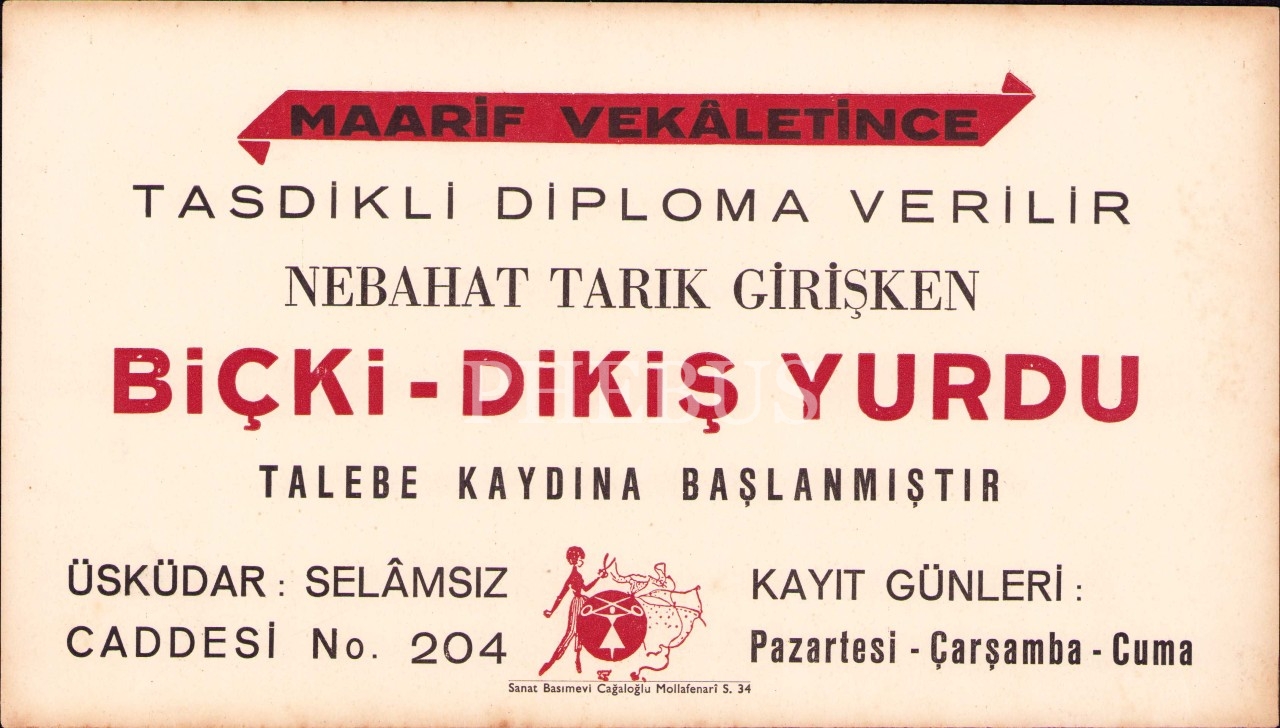 MAARİF VEKÂLETİNCE
TASDİKLİ DİPLOMA VERİLİR
NEBAHAT TARIK GİRİŞKEN
BİÇKİ - DİKİŞ YURDU
PHEBUS
TALEBE KAYDINA BAŞLANMIŞTIR
ÜSKÜDAR : SELÂMSIZ
CADDESİ No. 204
KAYIT GÜNLERİ :
Pazartesi - Çarşamba - Cuma
Sanat Basımevi Cağaloğlu Mollafenarî S. 34